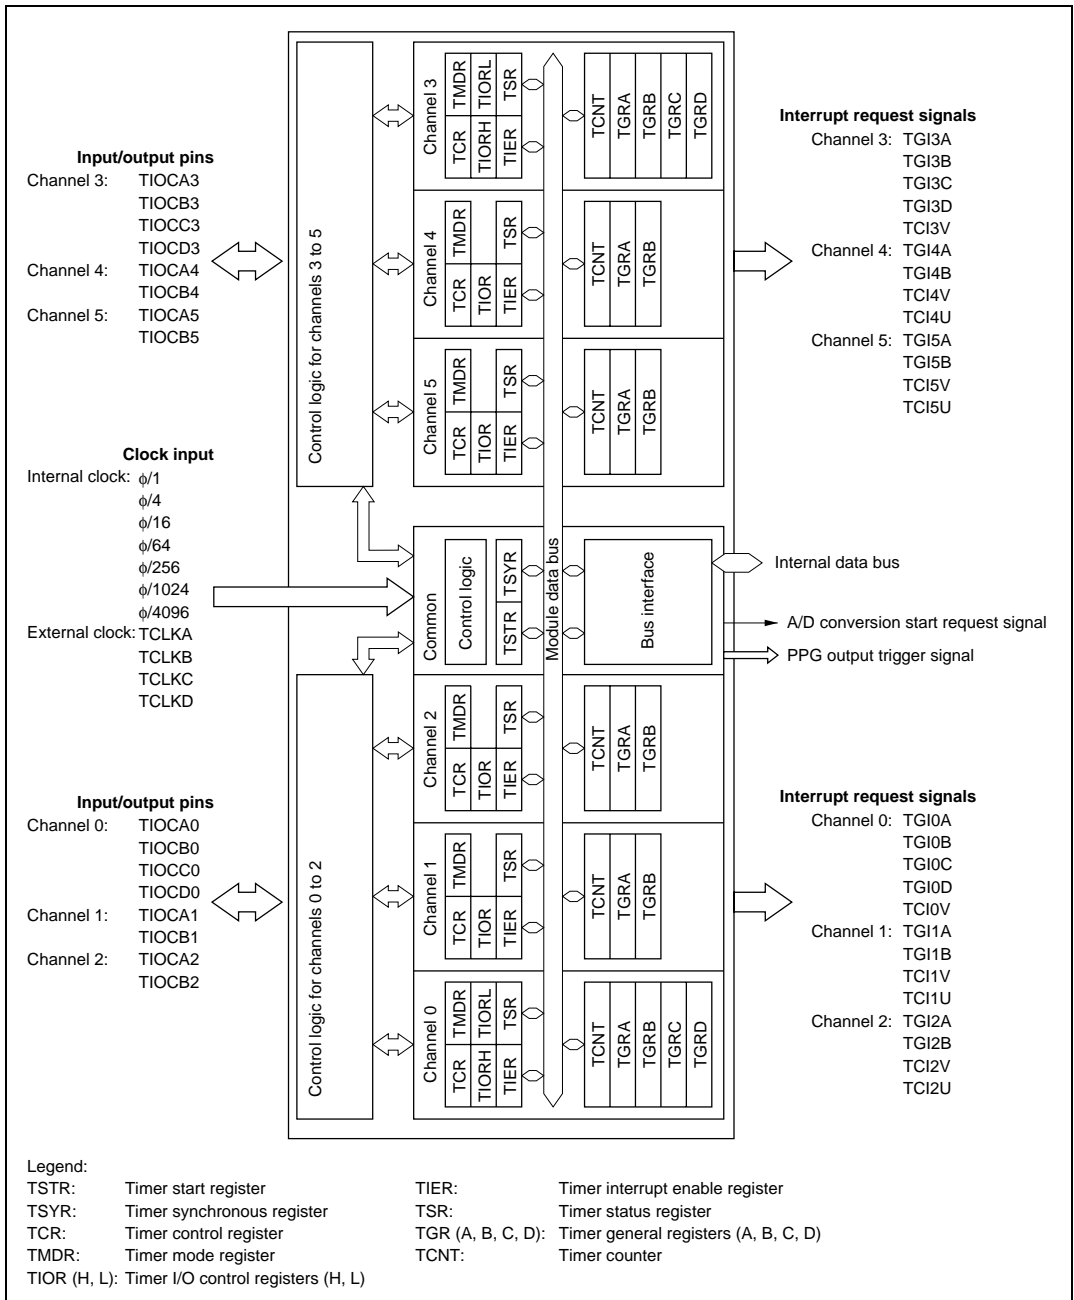 Input/output pins
Channel 3: TIOCA3
TIOCB3
TIOCC3
TIOCD3
Channel 4: TIOCA4
TIOCB4
Channel 5: TIOCA5
TIOCB5
Clock input
Internal clock: ϕ/1
ϕ/4
ϕ/16
ϕ/64
ϕ/256
ϕ/1024
ϕ/4096
External clock: TCLKA
TCLKB
TCLKC
TCLKD
Input/output pins
Channel 0: TIOCA0
TIOCB0
TIOCC0
TIOCD0
Channel 1: TIOCA1
TIOCB1
Channel 2: TIOCA2
TIOCB2
Control logic for channels 3 to 5
Control logic for channels 0 to 2
Channel 3
TCR TMDR
TIORH TIORL
TIER TSR
TCNT
TGRA
TGRB
TGRC
TGRD
Channel 4
TCR TMDR
TIOR
TIER TSR
TCNT
TGRA
TGRB
Channel 5
TCR TMDR
TIOR
TIER TSR
TCNT
TGRA
TGRB
Common
Control logic
TSTR TSYR
Module data bus
Bus interface
Channel 2
TCR TMDR
TIOR
TIER TSR
TCNT
TGRA
TGRB
Channel 1
TCR TMDR
TIOR
TIER TSR
TCNT
TGRA
TGRB
Channel 0
TCR TMDR
TIORH TIORL
TIER TSR
TCNT
TGRA
TGRB
TGRC
TGRD
Interrupt request signals
Channel 3: TGI3A
TGI3B
TGI3C
TGI3D
TCI3V
Channel 4: TGI4A
TGI4B
TCI4V
TCI4U
Channel 5: TGI5A
TGI5B
TCI5V
TCI5U
Internal data bus
A/D conversion start request signal
PPG output trigger signal
Interrupt request signals
Channel 0: TGI0A
TGI0B
TGI0C
TGI0D
TCI0V
Channel 1: TGI1A
TGI1B
TCI1V
TCI1U
Channel 2: TGI2A
TGI2B
TCI2V
TCI2U
Legend:
TSTR: Timer start register
TSYR: Timer synchronous register
TCR: Timer control register
TMDR: Timer mode register
TIOR (H, L): Timer I/O control registers (H, L)
TIER: Timer interrupt enable register
TSR: Timer status register
TGR (A, B, C, D): Timer general registers (A, B, C, D)
TCNT: Timer counter